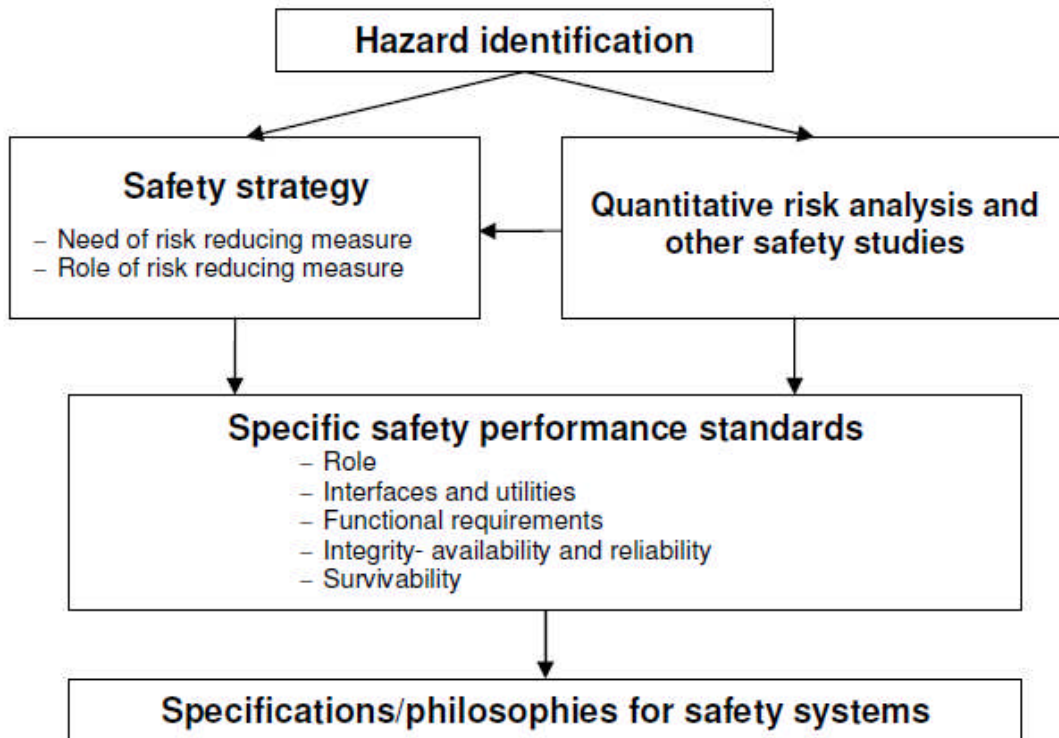 Hazard identification
Safety strategy
– Need of risk reducing measure
– Role of risk reducing measure
Quantitative risk analysis and
other safety studies
Specific safety performance standards
– Role
– Interfaces and utilities
– Functional requirements
– Integrity- availability and reliability
– Survivability
Specifications/philosophies for safety systems